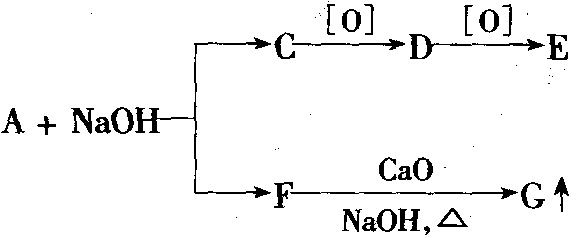 C [O] D [O] E
A + NaOH
F CaO G↑
NaOH, △